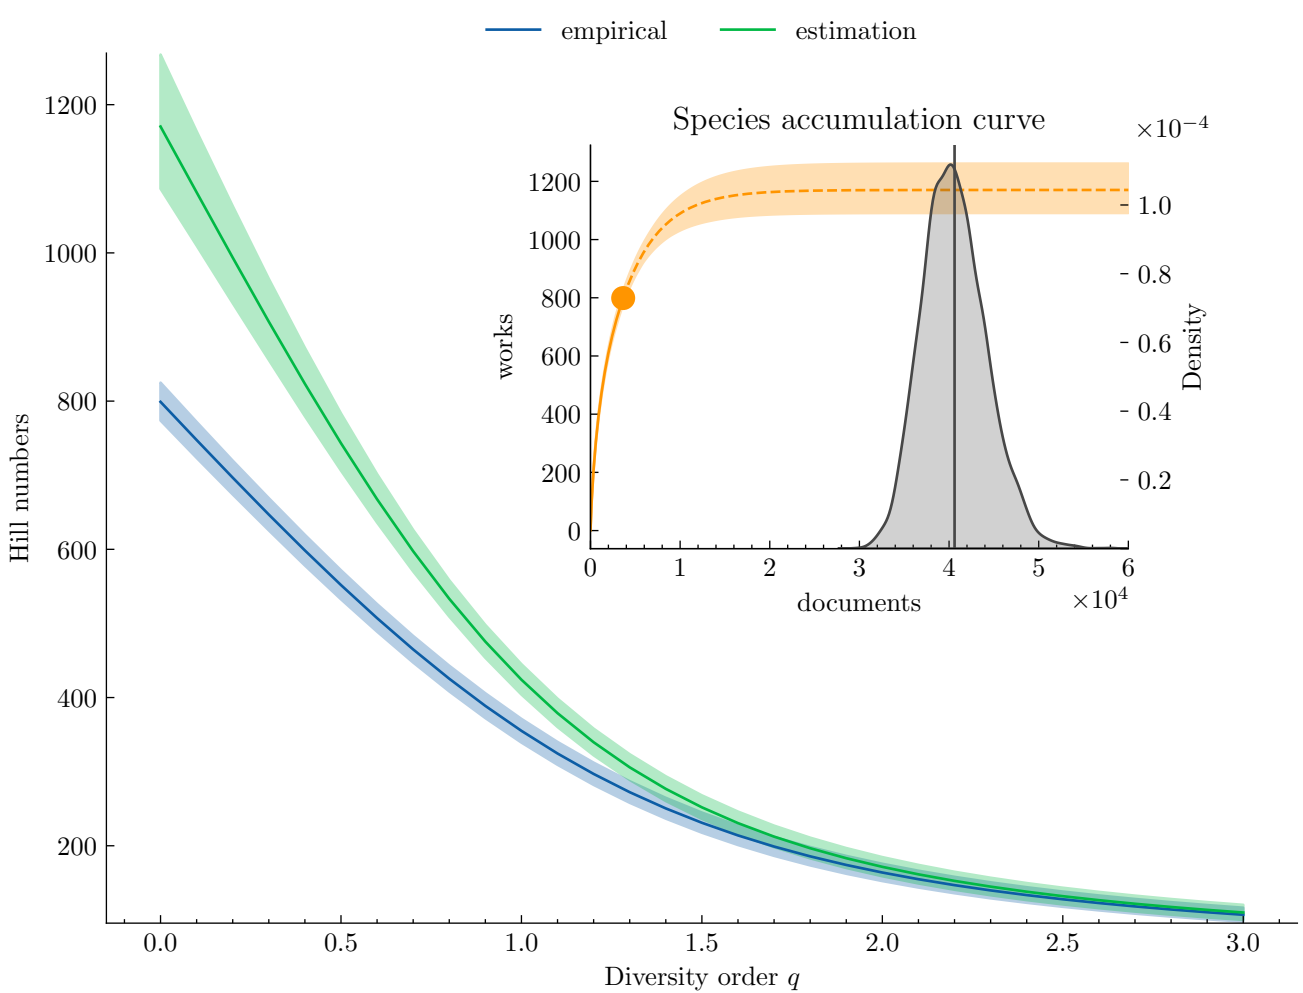 empirical estimation
Species accumulation curve
×10⁻⁴
1200
1000
800
600
400
200
0
works
1.0
0.8
0.6
0.4
0.2
Density
0 1 2 3 4 5 6
documents
×10⁴
1200
1000
800
600
400
200
Hill numbers
0.0 0.5 1.0 1.5 2.0 2.5 3.0
Diversity order q